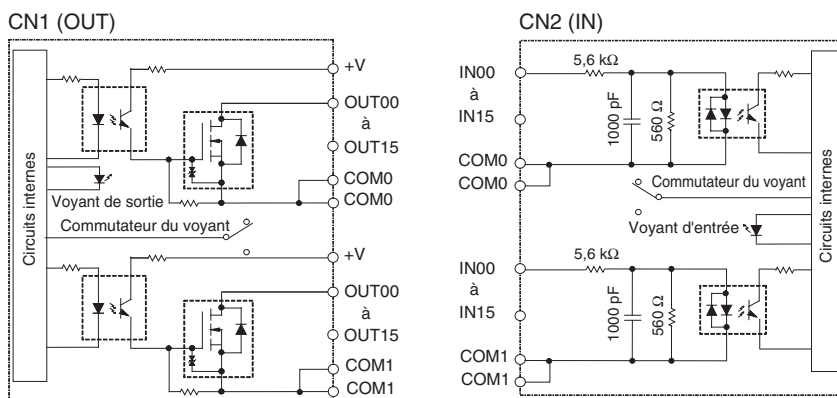 CN1 (OUT)
Circuits internes
+V
OUT00
à
OUT15
COM0
COM0
Voyant de sortie
Commutateur du voyant
+V
OUT00
à
OUT15
COM1
COM1
CN2 (IN)
IN00
à
IN15
COM0
COM0
5,6 kΩ
1000 pF
560 Ω
Commutateur du voyant
Voyant d'entrée
IN00
à
IN15
COM1
COM1
5,6 kΩ
1000 pF
560 Ω
Circuits internes